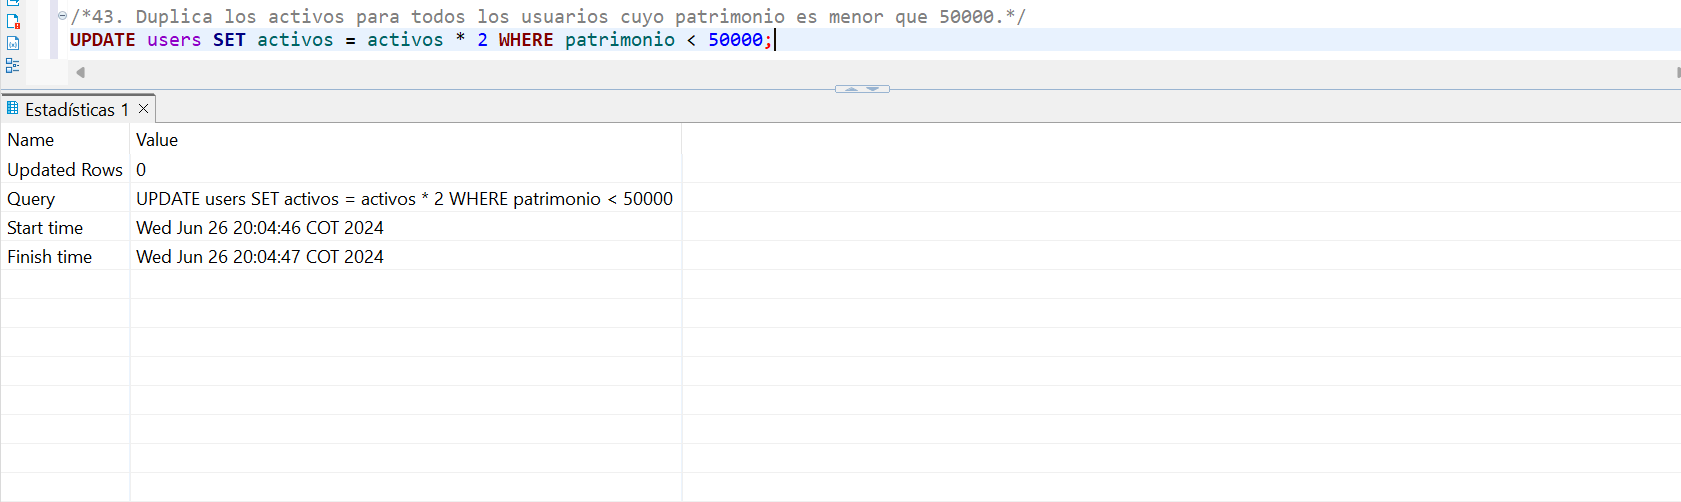 /*43. Duplica los activos para todos los usuarios cuyo patrimonio es menor que 50000.*/
UPDATE users SET activos = activos * 2 WHERE patrimonio < 50000;
Estadísticas 1
Name Value
Updated Rows 0
Query UPDATE users SET activos = activos * 2 WHERE patrimonio < 50000
Start time Wed Jun 26 20:04:46 COT 2024
Finish time Wed Jun 26 20:04:47 COT 2024